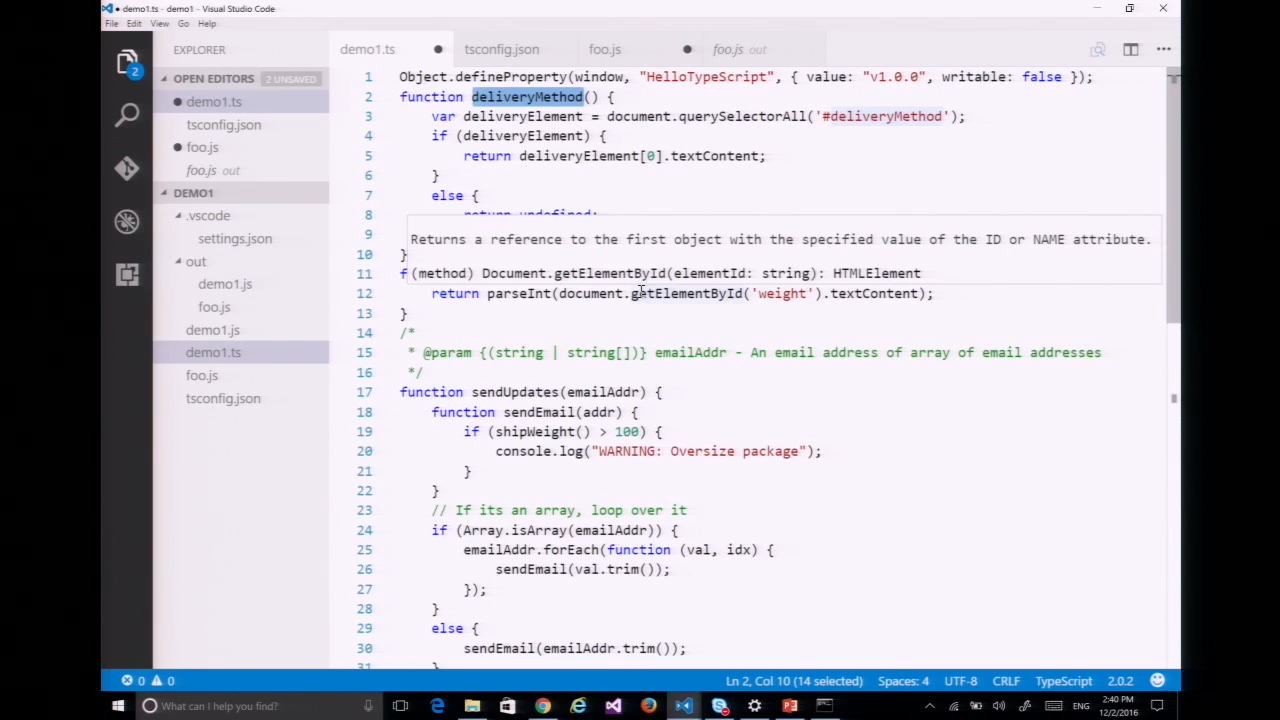 ● demo1.ts - demo1 - Visual Studio Code
File Edit View Go Help
EXPLORER
demo1.ts ● tsconfig.json foo.js ● foo.js out
OPEN EDITORS 2 UNSAVED
● demo1.ts
tsconfig.json
● foo.js
foo.js out
DEMO1
.vscode
settings.json
out
demo1.js
foo.js
demo1.js
demo1.ts
foo.js
tsconfig.json
2
1 Object.defineProperty(window, "HelloTypeScript", { value: "v1.0.0", writable: false });
2 function deliveryMethod() {
3 var deliveryElement = document.querySelectorAll('#deliveryMethod');
4 if (deliveryElement) {
5 return deliveryElement[0].textContent;
6 }
7 else {
8 return undefined;
9
10 }
11 f
Returns a reference to the first object with the specified value of the ID or NAME attribute.
(method) Document.getElementById(elementId: string): HTMLElement
12 return parseInt(document.getElementById('weight').textContent);
13 }
14 /*
15 * @param {(string | string[])} emailAddr - An email address of array of email addresses
16 */
17 function sendUpdates(emailAddr) {
18 function sendEmail(addr) {
19 if (shipWeight() > 100) {
20 console.log("WARNING: Oversize package");
21 }
22 }
23 // If its an array, loop over it
24 if (Array.isArray(emailAddr)) {
25 emailAddr.forEach(function (val, idx) {
26 sendEmail(val.trim());
27 });
28 }
29 else {
30 sendEmail(emailAddr.trim());
31 }
0 0 Ln 2, Col 10 (14 selected) Spaces: 4 UTF-8 CRLF TypeScript 2.0.2
What can I help you find? ENG 2:40 PM
12/2/2016